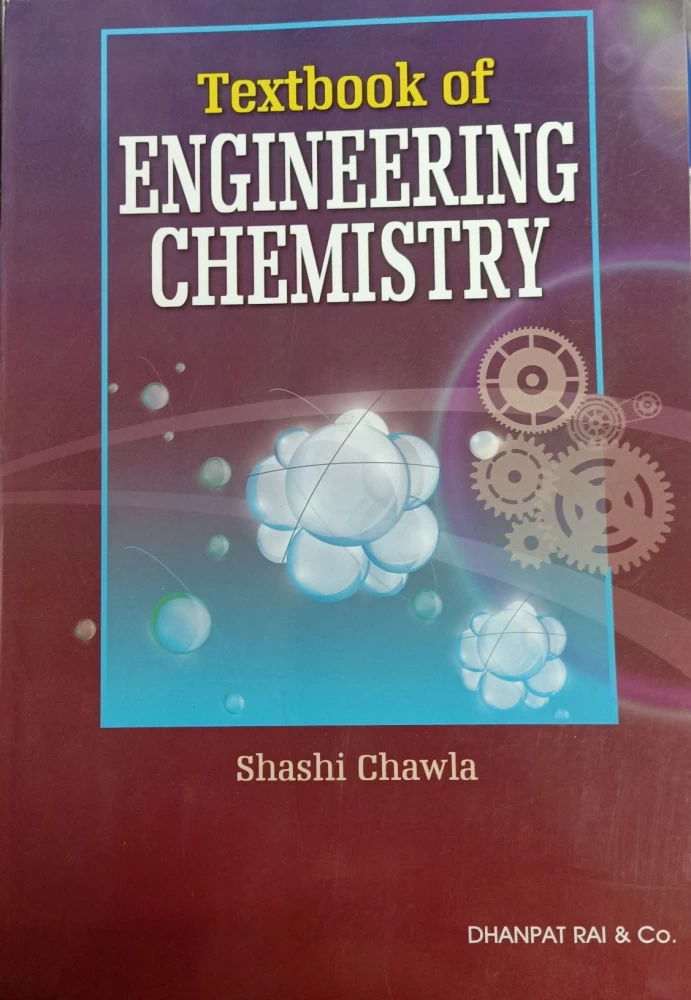 Textbook of
ENGINEERING
CHEMISTRY
Shashi Chawla
DHANPAT RAI & Co.